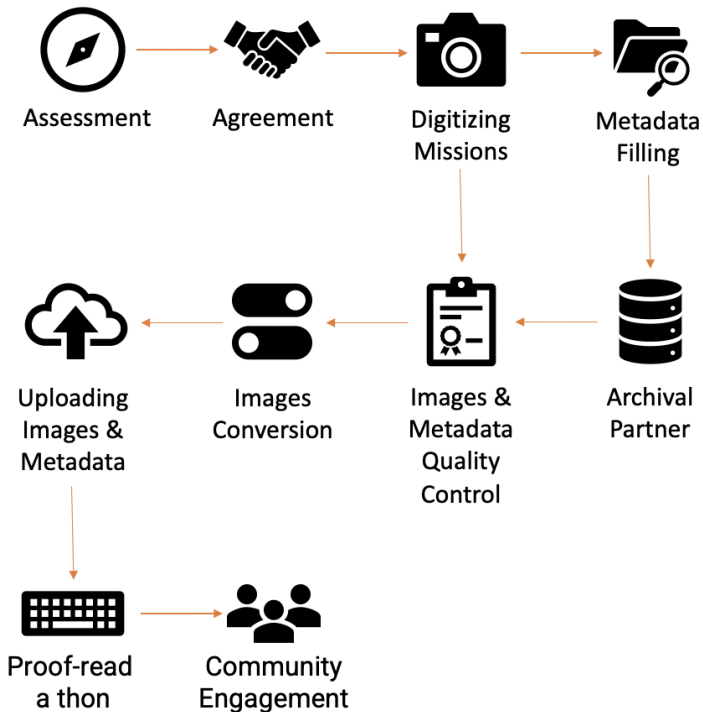 Assessment
Agreement
Digitizing
Missions
Metadata
Filling
Uploading
Images &
Metadata
Images
Conversion
Images &
Metadata
Quality
Control
Archival
Partner
Proof-read
a thon
Community
Engagement